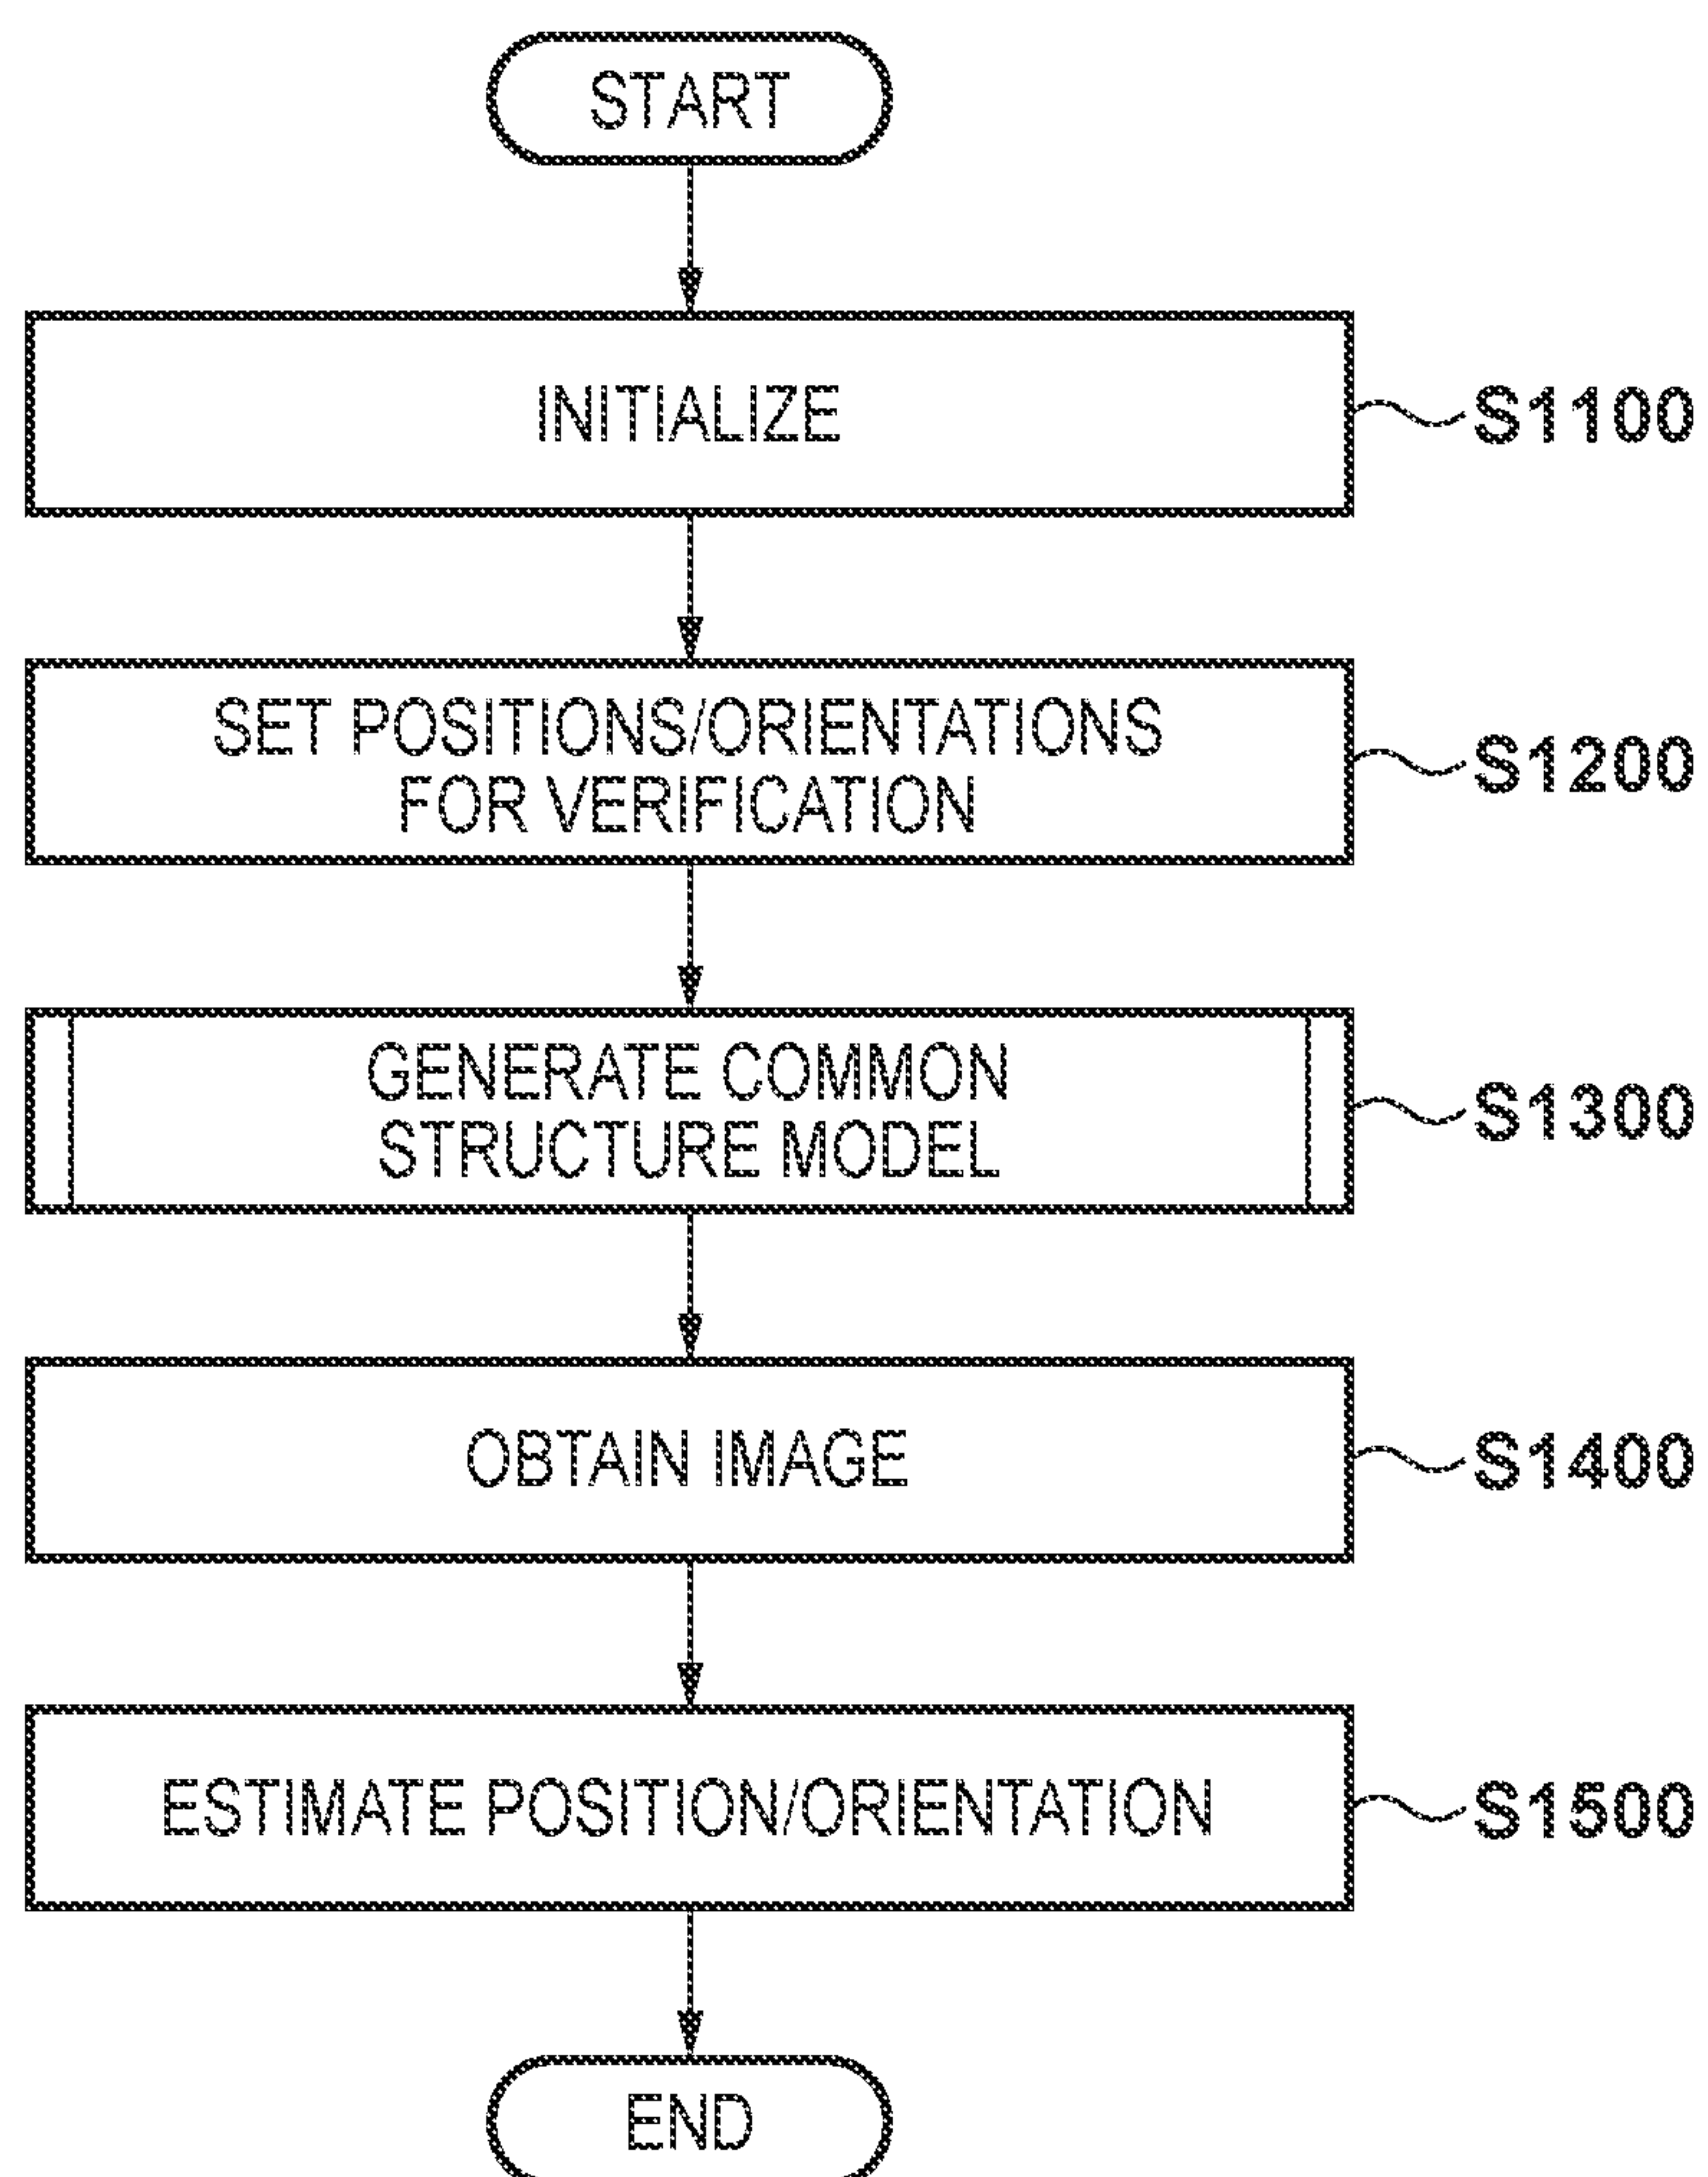 START
INITIALIZE
S1100
SET POSITIONS/ORIENTATIONS
FOR VERIFICATION
S1200
GENERATE COMMON
STRUCTURE MODEL
S1300
OBTAIN IMAGE
S1400
ESTIMATE POSITION/ORIENTATION
S1500
END